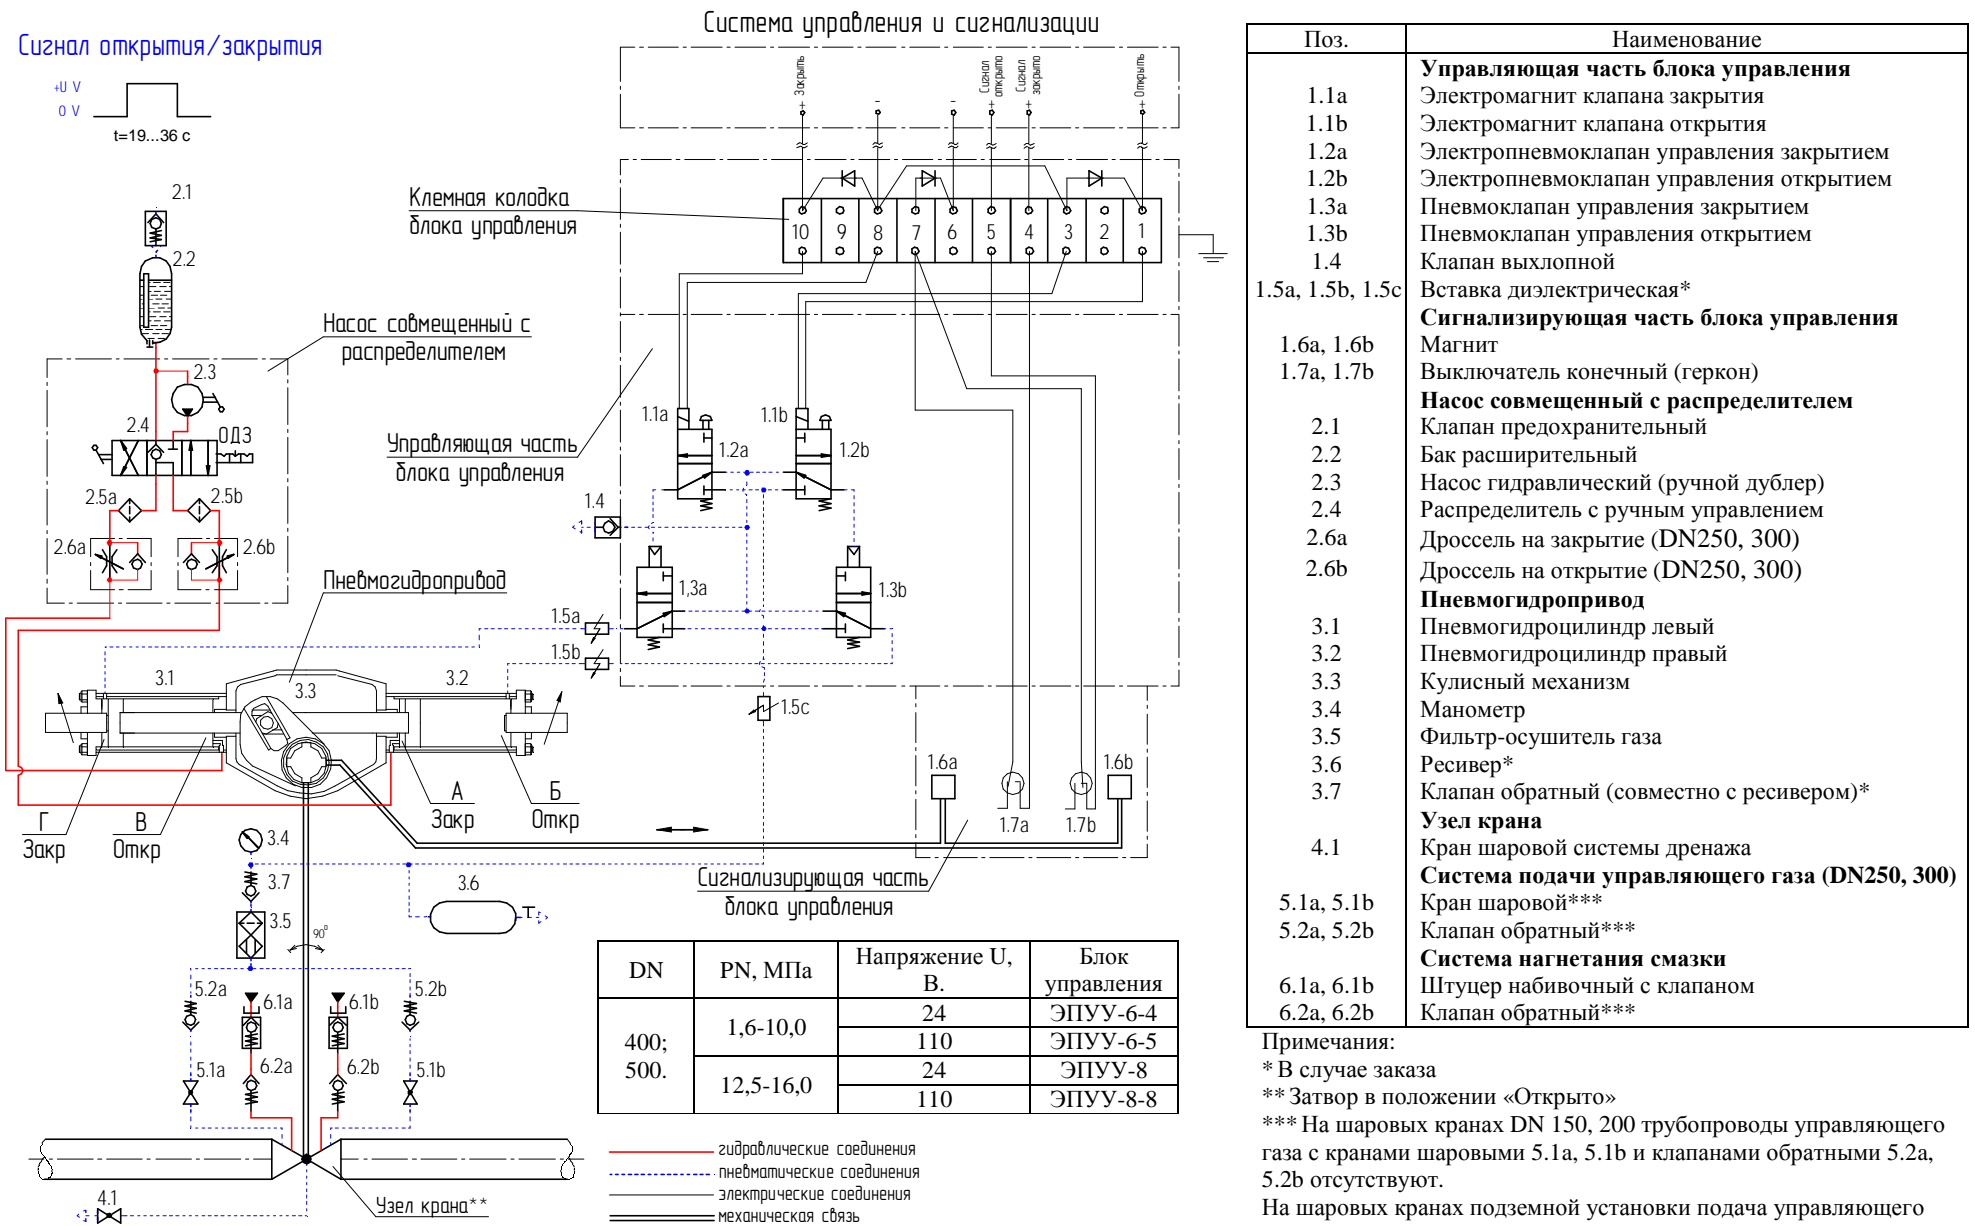 Система управления и сигнализации
Сигнал открытия/закрытия
+U V
0 V
t=19...36 с
+ Закрыть
-
-
+ Сигнал открыто
+ Сигнал закрыто
+ Открыть
Клемная колодка
блока управления
10 9 8 7 6 5 4 3 2 1
2.1
2.2
Насос совмещенный с
распределителем
2.3
2.4
ОДЗ
2.5a
2.5b
2.6a
2.6b
Управляющая часть
блока управления
1.1a
1.1b
1.2a
1.2b
1.4
1,3a
1.3b
Пневмогидропривод
1.5a
1.5b
1.5c
3.1
3.3
3.2
А
Закр
Б
Откр
Г
Закр
В
Откр
1.6a
1.6b
1.7a
1.7b
3.4
3.7
3.6
3.5
Т
90°
Сигнализирующая часть
блока управления
5.2a
6.1a
6.1b
5.2b
5.1a
6.2a
6.2b
5.1b
4.1
Узел крана**
DN PN, МПа Напряжение U, В. Блок управления
400; 500.
1,6-10,0 24 ЭПУУ-6-4
110 ЭПУУ-6-5
12,5-16,0 24 ЭПУУ-8
110 ЭПУУ-8-8
гидравлические соединения
пневматические соединения
электрические соединения
механическая связь
Поз. Наименование
Управляющая часть блока управления
1.1a Электромагнит клапана закрытия
1.1b Электромагнит клапана открытия
1.2a Электропневмоклапан управления закрытием
1.2b Электропневмоклапан управления открытием
1.3a Пневмоклапан управления закрытием
1.3b Пневмоклапан управления открытием
1.4 Клапан выхлопной
1.5a, 1.5b, 1.5c Вставка диэлектрическая*
Сигнализирующая часть блока управления
1.6a, 1.6b Магнит
1.7a, 1.7b Выключатель конечный (геркон)
Насос совмещенный с распределителем
2.1 Клапан предохранительный
2.2 Бак расширительный
2.3 Насос гидравлический (ручной дублер)
2.4 Распределитель с ручным управлением
2.6a Дроссель на закрытие (DN250, 300)
2.6b Дроссель на открытие (DN250, 300)
Пневмогидропривод
3.1 Пневмогидроцилиндр левый
3.2 Пневмогидроцилиндр правый
3.3 Кулисный механизм
3.4 Манометр
3.5 Фильтр-осушитель газа
3.6 Ресивер*
3.7 Клапан обратный (совместно с ресивером)*
Узел крана
4.1 Кран шаровой системы дренажа
Система подачи управляющего газа (DN250, 300)
5.1a, 5.1b Кран шаровой***
5.2a, 5.2b Клапан обратный***
Система нагнетания смазки
6.1a, 6.1b Штуцер набивочный с клапаном
6.2a, 6.2b Клапан обратный***
Примечания:
* В случае заказа
** Затвор в положении «Открыто»
*** На шаровых кранах DN 150, 200 трубопроводы управляющего
газа с кранами шаровыми 5.1a, 5.1b и клапанами обратными 5.2a,
5.2b отсутствуют.
На шаровых кранах подземной установки подача управляющего